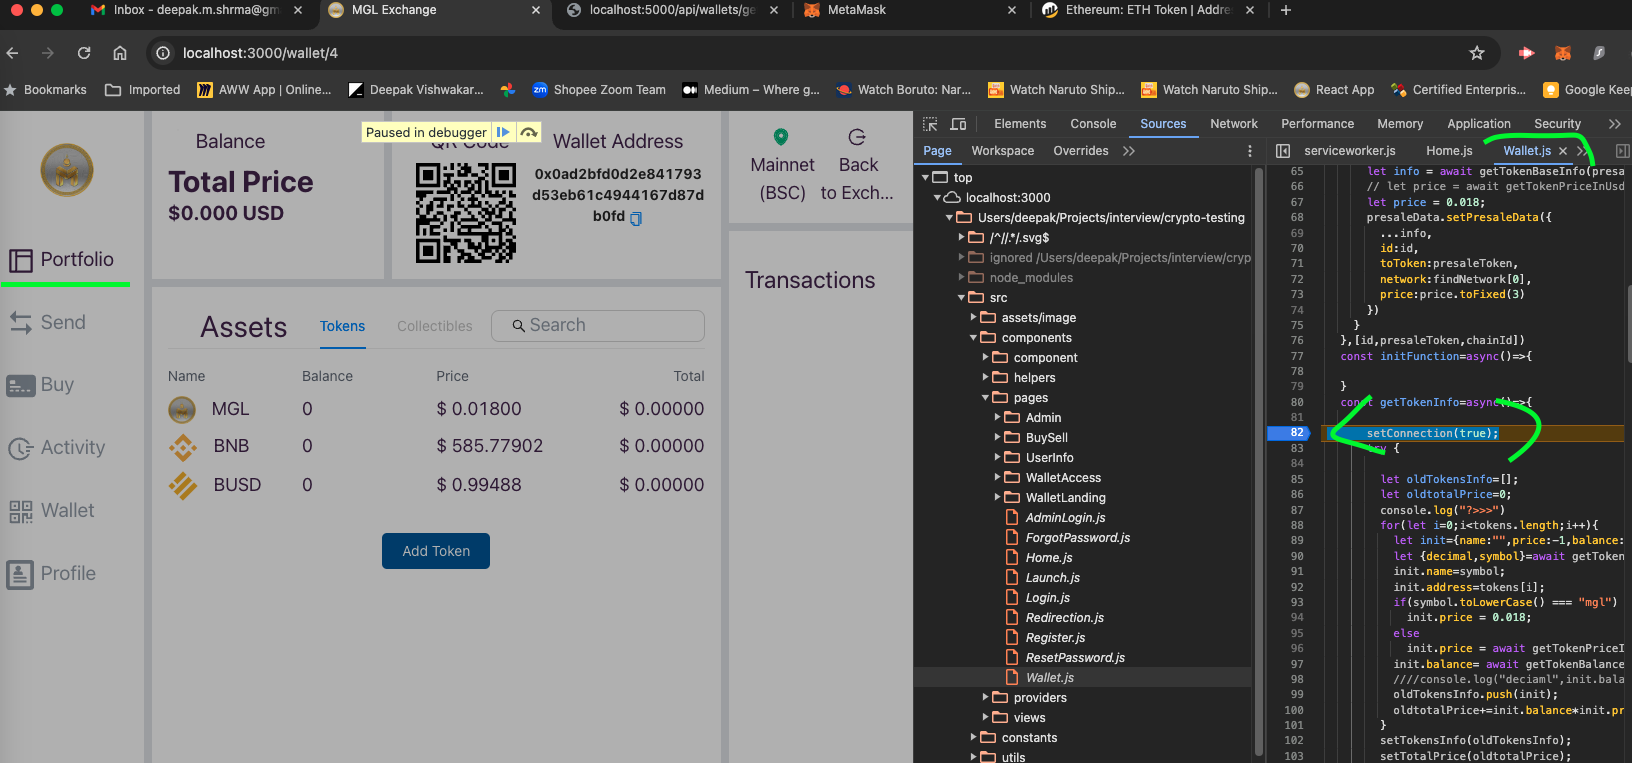 Inbox - deepak.m.shrma@gm
MGL Exchange
localhost:5000/api/wallets/ge
MetaMask
Ethereum: ETH Token | Addre
localhost:3000/wallet/4
Bookmarks
Imported
AWW App | Online...
Deepak Vishwakar...
zm Shopee Zoom Team
Medium – Where g...
Watch Boruto: Nar...
Watch Naruto Ship...
Watch Naruto Ship...
React App
Certified Enterpris...
Google Keep
Portfolio
Send
Buy
Activity
Wallet
Profile
Balance
Total Price
$0.000 USD
Paused in debugger
QR Code
Wallet Address
0x0ad2bfd0d2e841793
d53eb61c4944167d87d
b0fd
Mainnet
(BSC)
Back
to Exch...
Assets
Tokens
Collectibles
Search
Name Balance Price Total
MGL 0 $ 0.01800 $ 0.00000
BNB 0 $ 585.77902 $ 0.00000
BUSD 0 $ 0.99488 $ 0.00000
Add Token
Transactions
Elements Console Sources Network Performance Memory Application Security
Page Workspace Overrides
top
localhost:3000
Users/deepak/Projects/interview/crypto-testing
/^//.*/.svg$
ignored /Users/deepak/Projects/interview/cryp
node_modules
src
assets/image
components
component
helpers
pages
Admin
BuySell
UserInfo
WalletAccess
WalletLanding
AdminLogin.js
ForgotPassword.js
Home.js
Launch.js
Login.js
Redirection.js
Register.js
ResetPassword.js
Wallet.js
providers
views
constants
utils
serviceworker.js Home.js Wallet.js
65 let info = await getTokenBaseInfo(presa
66 // let price = await getTokenPriceInUsd
67 let price = 0.018;
68 presaleData.setPresaleData({
69 ...info,
70 id:id,
71 toToken:presaleToken,
72 network:findNetwork[0],
73 price:price.toFixed(3)
74 })
75 }
76 },[id,presaleToken,chainId])
77 const initFunction=async()=>{
78
79 }
80 const getTokenInfo=async()=>{
81
82 setConnection(true);
83 try {
84
85 let oldTokensInfo=[];
86 let oldtotalPrice=0;
87 console.log("?>>>")
88 for(let i=0;i<tokens.length;i++){
89 let init={name:"",price:-1,balance:
90 let {decimal,symbol}=await getToken
91 init.name=symbol;
92 init.address=tokens[i];
93 if(symbol.toLowerCase() === "mgl")
94 init.price = 0.018;
95 else
96 init.price = await getTokenPriceI
97 init.balance= await getTokenBalance
98 ////console.log("deciaml",init.bala
99 oldTokensInfo.push(init);
100 oldtotalPrice+=init.balance*init.pr
101 }
102 setTokensInfo(oldTokensInfo);
103 setTotalPrice(oldtotalPrice);